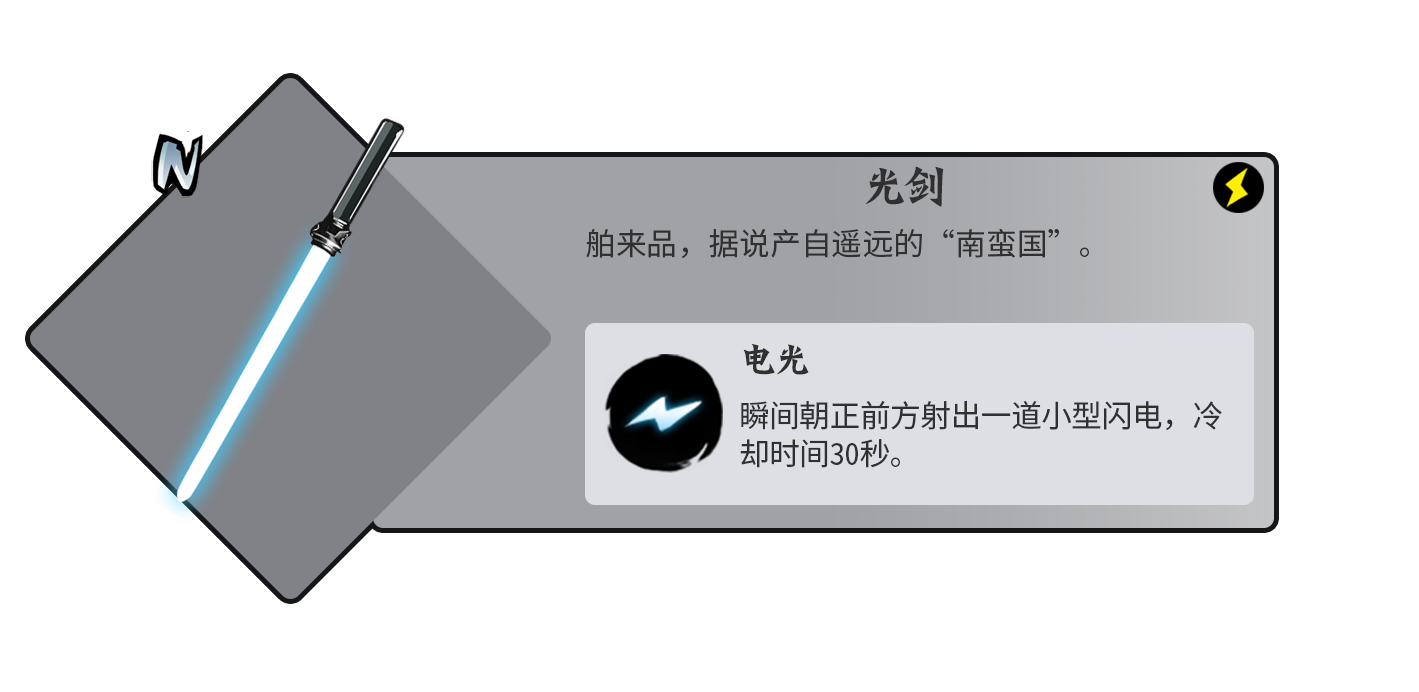 N
光剑
舶来品，据说产自遥远的“南蛮国”。
电光
瞬间朝正前方射出一道小型闪电，冷
却时间30秒。